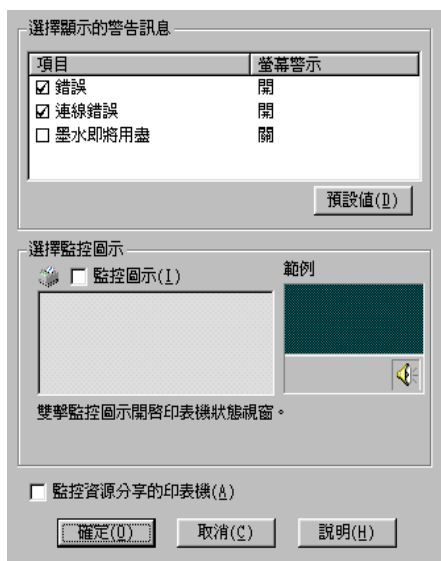 選擇顯示的警告訊息
項目 螢幕警示
錯誤 開
連線錯誤 開
墨水即將用盡 關
預設值(D)
選擇監控圖示
監控圖示(I) 範例
雙擊監控圖示開啓印表機狀態視窗。
監控資源分享的印表機(A)
確定(O) 取消(C) 說明(H)